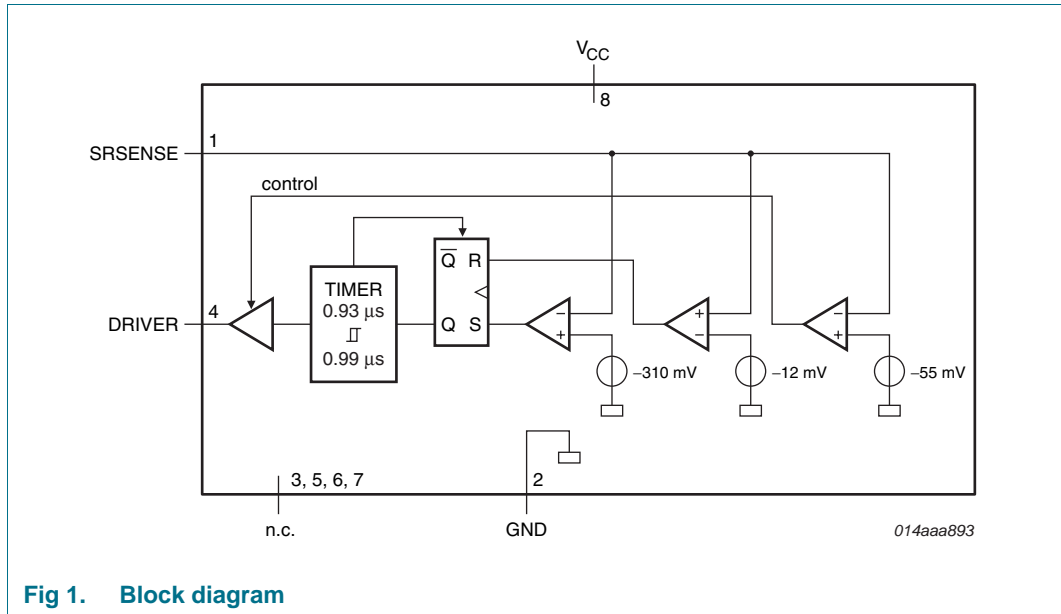 VCC
8
1
SRSENSE
control
Q R
TIMER
0.93 μs
0.99 μs
4
DRIVER
Q S
− + + − − +
−310 mV
−12 mV
−55 mV
3, 5, 6, 7
2
n.c.
GND
014aaa893
Fig 1. Block diagram